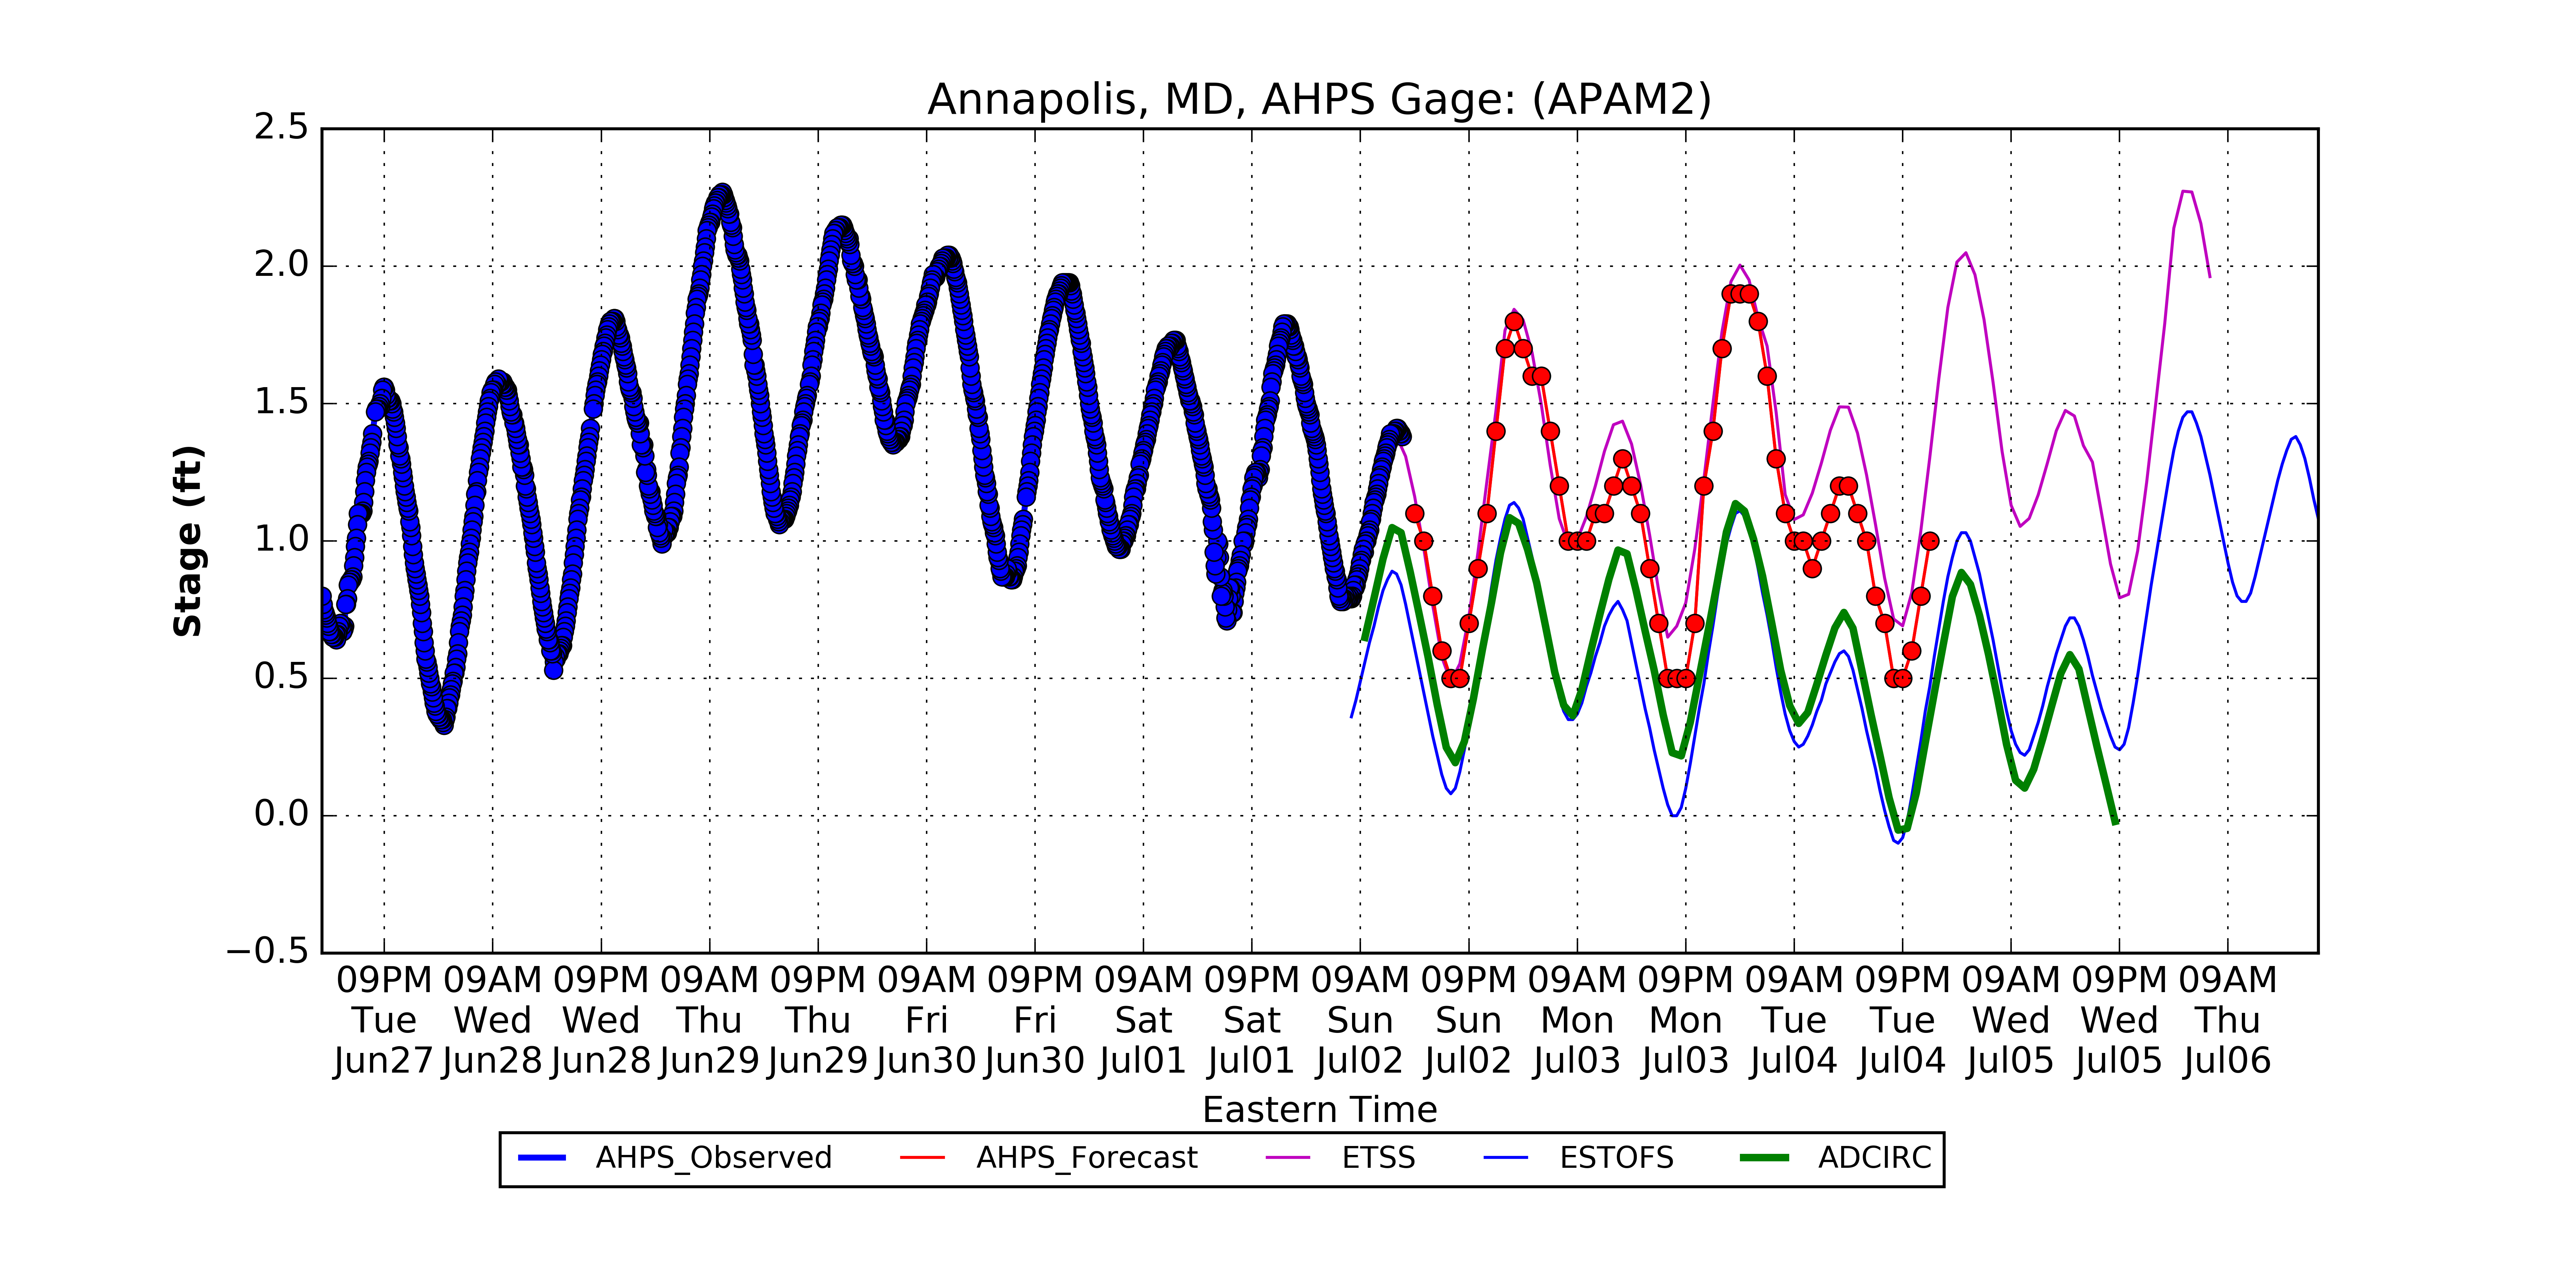 Annapolis, MD, AHPS Gage: (APAM2)
Stage (ft)
2.5
2.0
1.5
1.0
0.5
0.0
−0.5
09PM 09AM 09PM 09AM 09PM 09AM 09PM 09AM 09PM 09AM 09PM 09AM 09PM 09AM 09PM 09AM 09PM 09AM
Tue Wed Wed Thu Thu Fri Fri Sat Sat Sun Sun Mon Mon Tue Tue Wed Wed Thu
Jun27 Jun28 Jun28 Jun29 Jun29 Jun30 Jun30 Jul01 Jul01 Jul02 Jul02 Jul03 Jul03 Jul04 Jul04 Jul05 Jul05 Jul06
Eastern Time
AHPS_Observed AHPS_Forecast ETSS ESTOFS ADCIRC